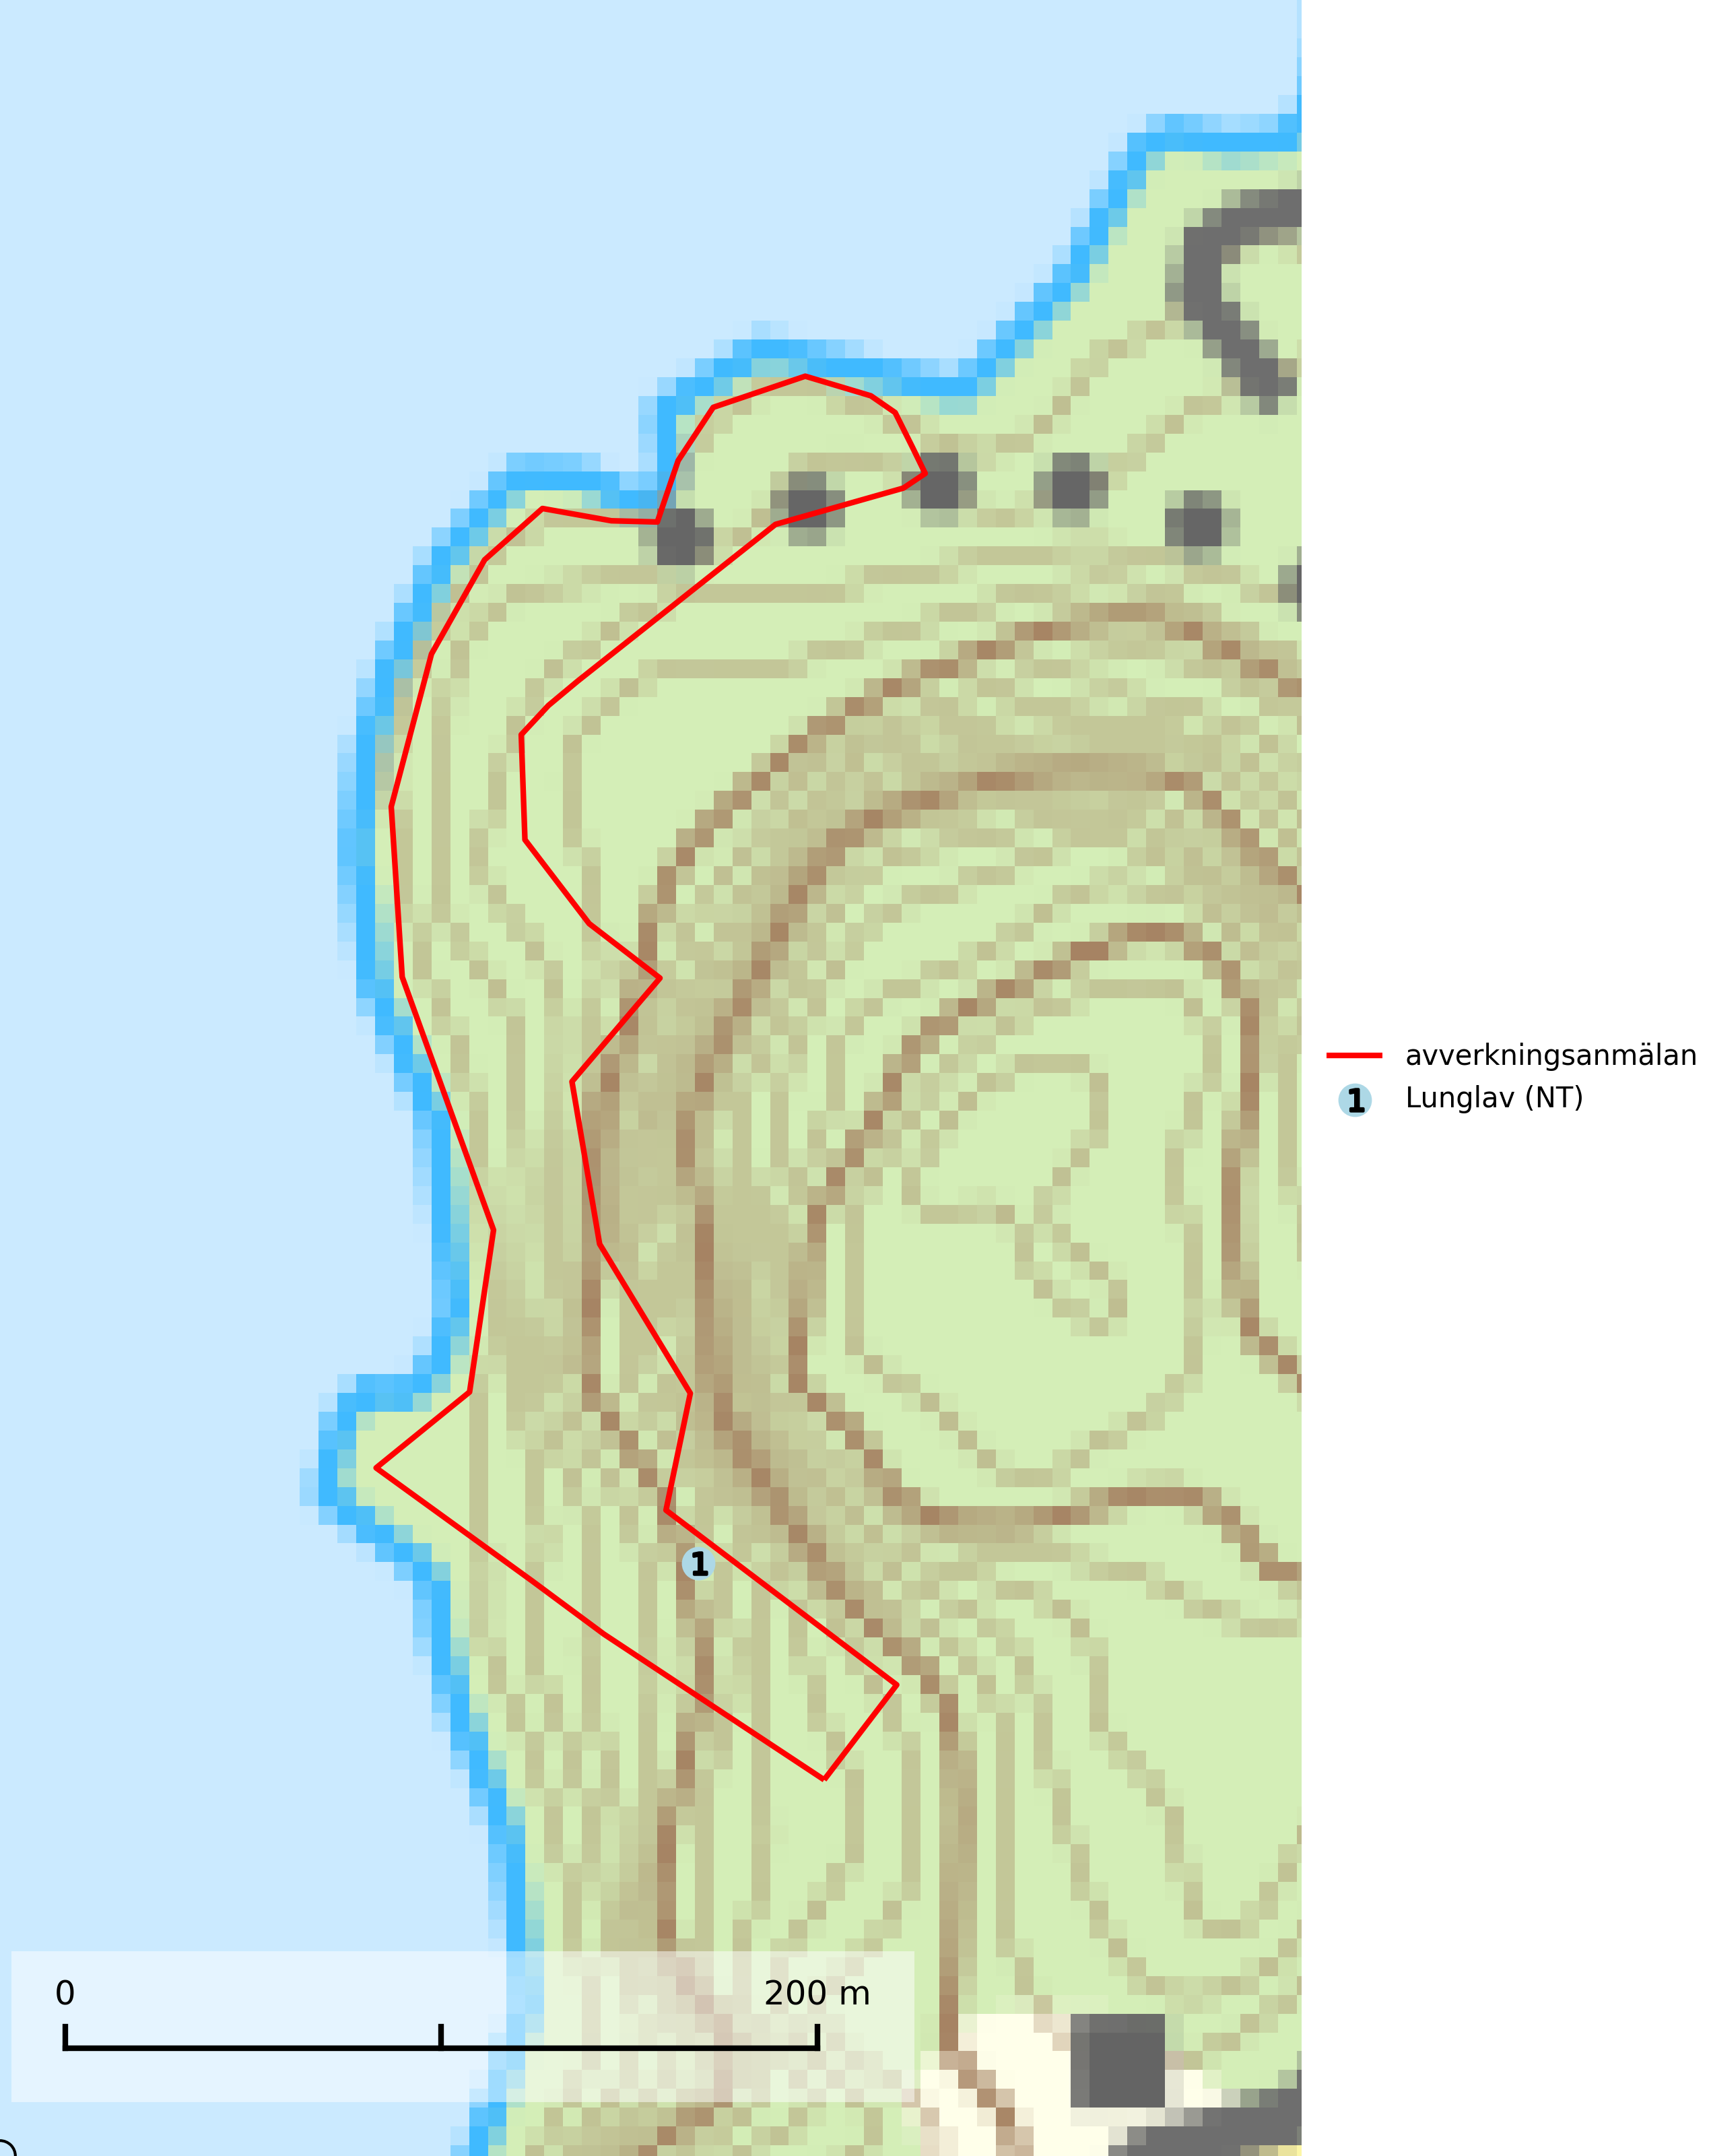 avverkningsanmälan
1 Lunglav (NT)
1
0 200 m